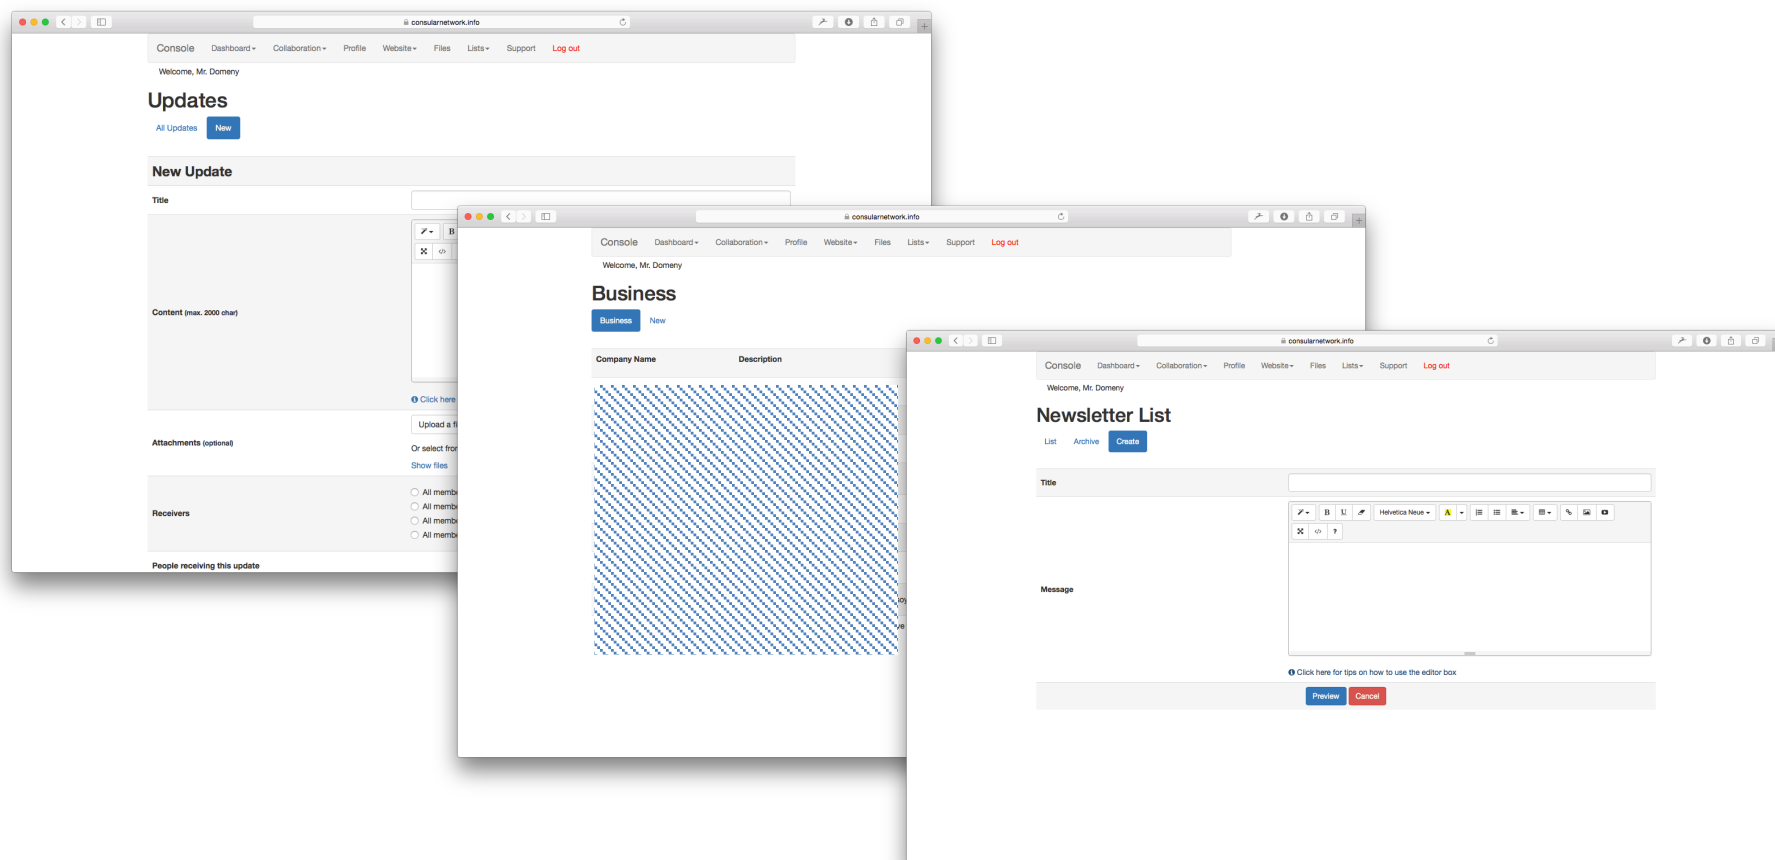 consularnetwork.info
Console Dashboard Collaboration Profile Website Files Lists Support Log out
Welcome, Mr. Domeny
Updates
All Updates New
New Update
Title
B
Content (max. 2000 char)
Click here
Attachments (optional)
Upload a
Or select
Show files
Receivers
All
All
All
All
People receiving this update
consularnetwork.info
Console Dashboard Collaboration Profile Website Files Lists Support Log out
Welcome, Mr. Domeny
Business
Business New
Company Name Description
consularnetwork.info
Console Dashboard Collaboration Profile Website Files Lists Support Log out
Welcome, Mr. Domeny
Newsletter List
List Archive Create
Title
B U Helvetica Neue A
</> ?
Message
Click here for tips on how to use the editor box
Preview Cancel